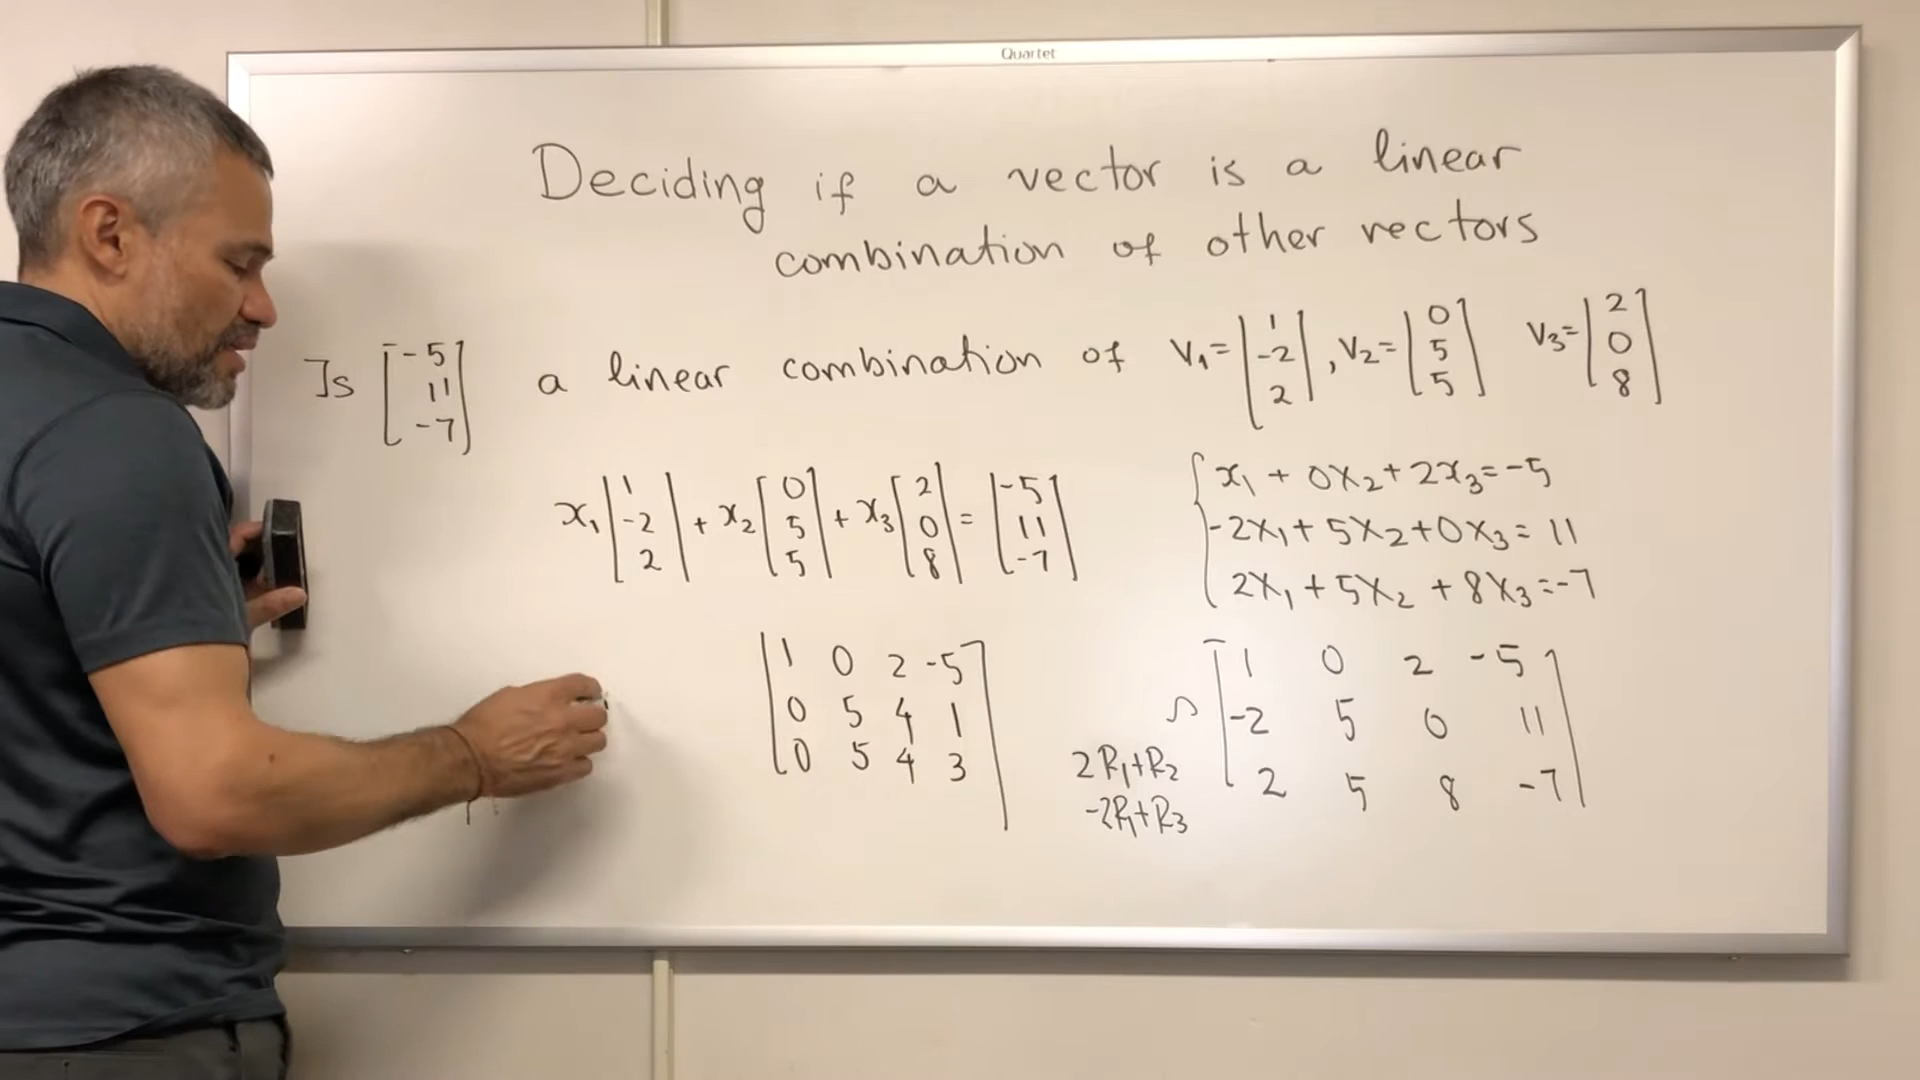 Quartet
Deciding if a vector is a linear
combination of other vectors
Is [-5 11 -7] a linear combination of V1=[1 -2 2], V2=[0 5 5] V3=[2 0 8]
x1[1 -2 2] + x2[0 5 5] + x3[2 0 8] = [-5 11 -7]
x1 + 0x2 + 2x3 = -5
-2x1 + 5x2 + 0x3 = 11
2x1 + 5x2 + 8x3 = -7
1 0 2 -5
-2 5 0 11
2 5 8 -7
2R1+R2
-2R1+R3
1 0 2 -5
0 5 4 1
0 5 4 3